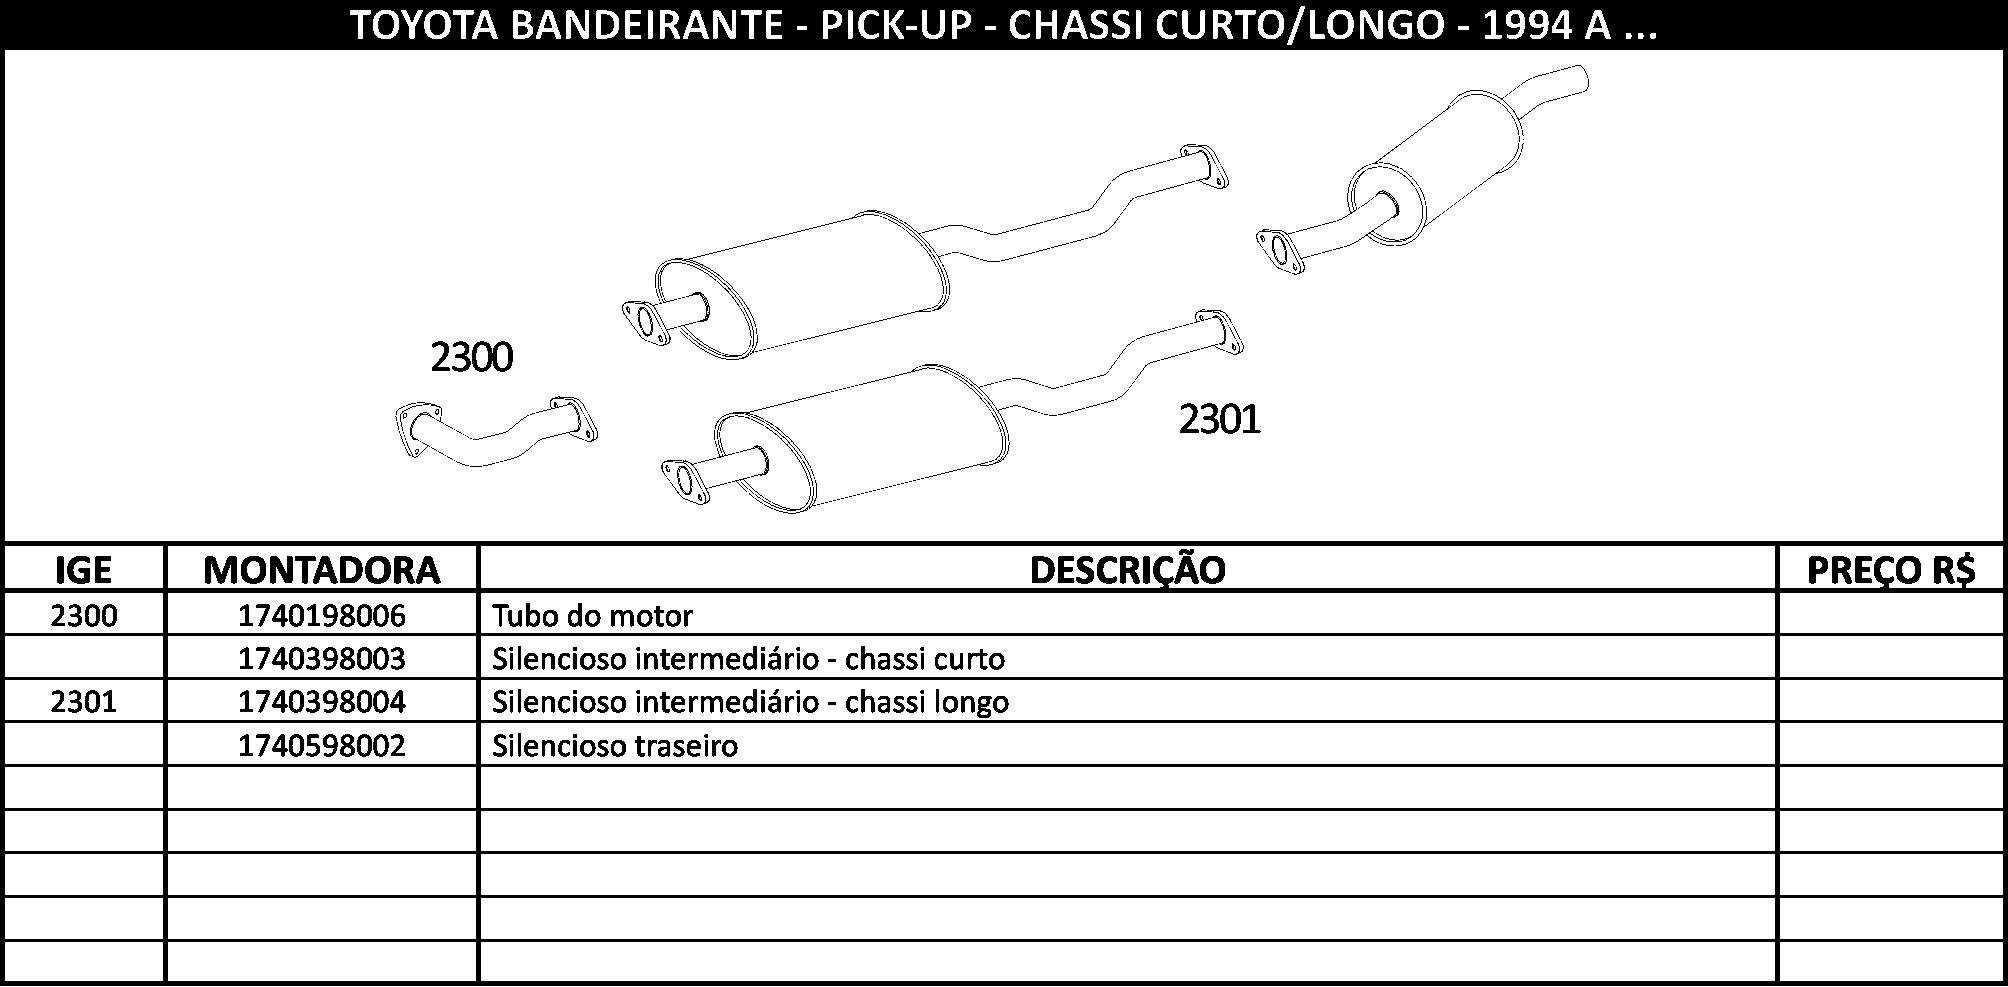 TOYOTA BANDEIRANTE - PICK-UP - CHASSI CURTO/LONGO - 1994 A ...
2300
2301
IGE MONTADORA DESCRIÇÃO PREÇO R$
2300 1740198006 Tubo do motor
1740398003 Silencioso intermediário - chassi curto
2301 1740398004 Silencioso intermediário - chassi longo
1740598002 Silencioso traseiro